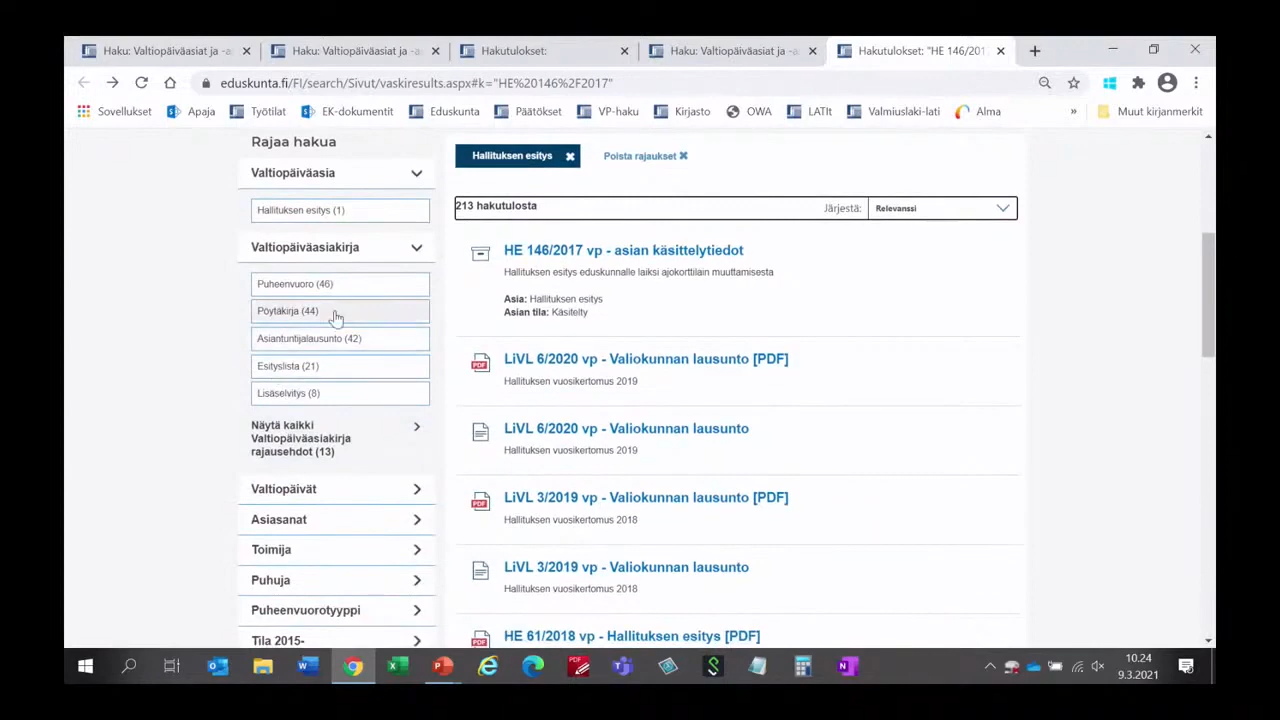 Haku: Valtiopäiväasiat ja -a
Haku: Valtiopäiväasiat ja -a
Hakutulokset:
Haku: Valtiopäiväasiat ja -a
Hakutulokset: "HE 146/201
eduskunta.fi/FI/search/Sivut/vaskiresults.aspx#k="HE%20146%2F2017"
Sovellukset
Apaja
Työtilat
EK-dokumentit
Eduskunta
Päätökset
VP-haku
Kirjasto
OWA
LATIt
Valmiuslaki-lati
Alma
»
Muut kirjanmerkit
Rajaa hakua
Valtiopäiväasia
Hallituksen esitys (1)
Valtiopäiväasiakirja
Puheenvuoro (46)
Pöytäkirja (44)
Asiantuntijalausunto (42)
Esityslista (21)
Lisäselvitys (8)
Näytä kaikki
Valtiopäiväasiakirja
rajausehdot (13)
Valtiopäivät
Asiasanat
Toimija
Puhuja
Puheenvuorotyyppi
Tila 2015-
Hallituksen esitys
Poista rajaukset
213 hakutulosta
Järjestä:
Relevanssi
HE 146/2017 vp - asian käsittelytiedot
Hallituksen esitys eduskunnalle laiksi ajokorttilain muuttamisesta
Asia: Hallituksen esitys
Asian tila: Käsitelty
LiVL 6/2020 vp - Valiokunnan lausunto [PDF]
Hallituksen vuosikertomus 2019
LiVL 6/2020 vp - Valiokunnan lausunto
Hallituksen vuosikertomus 2019
LiVL 3/2019 vp - Valiokunnan lausunto [PDF]
Hallituksen vuosikertomus 2018
LiVL 3/2019 vp - Valiokunnan lausunto
Hallituksen vuosikertomus 2018
HE 61/2018 vp - Hallituksen esitys [PDF]
10.24
9.3.2021